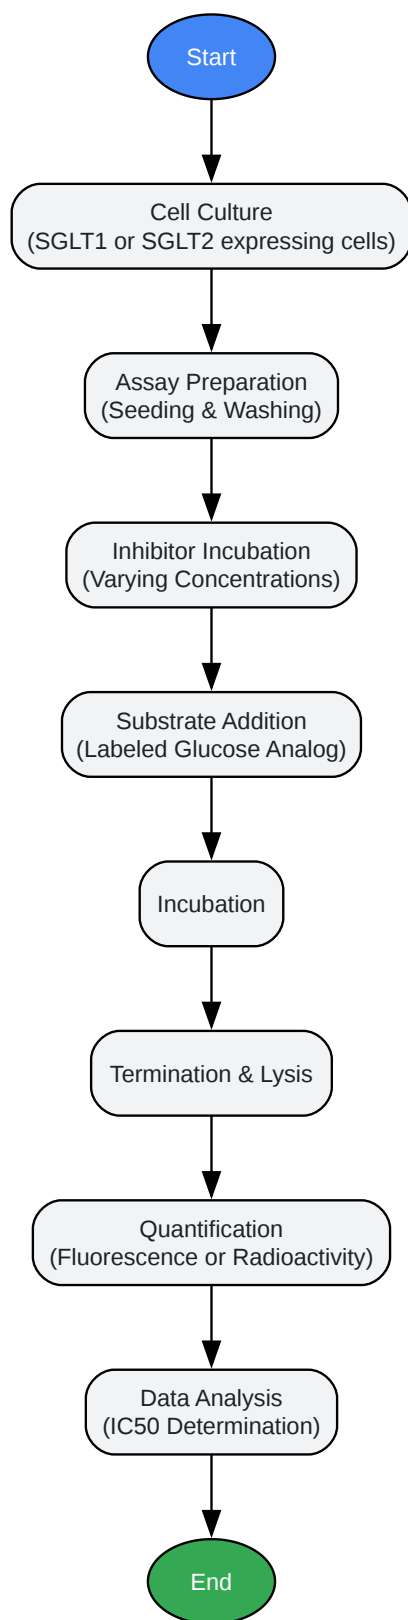 Start
Cell Culture
(SGLT1 or SGLT2 expressing cells)
Assay Preparation
(Seeding & Washing)
Inhibitor Incubation
(Varying Concentrations)
Substrate Addition
(Labeled Glucose Analog)
Incubation
Termination & Lysis
Quantification
(Fluorescence or Radioactivity)
Data Analysis
(IC50 Determination)
End